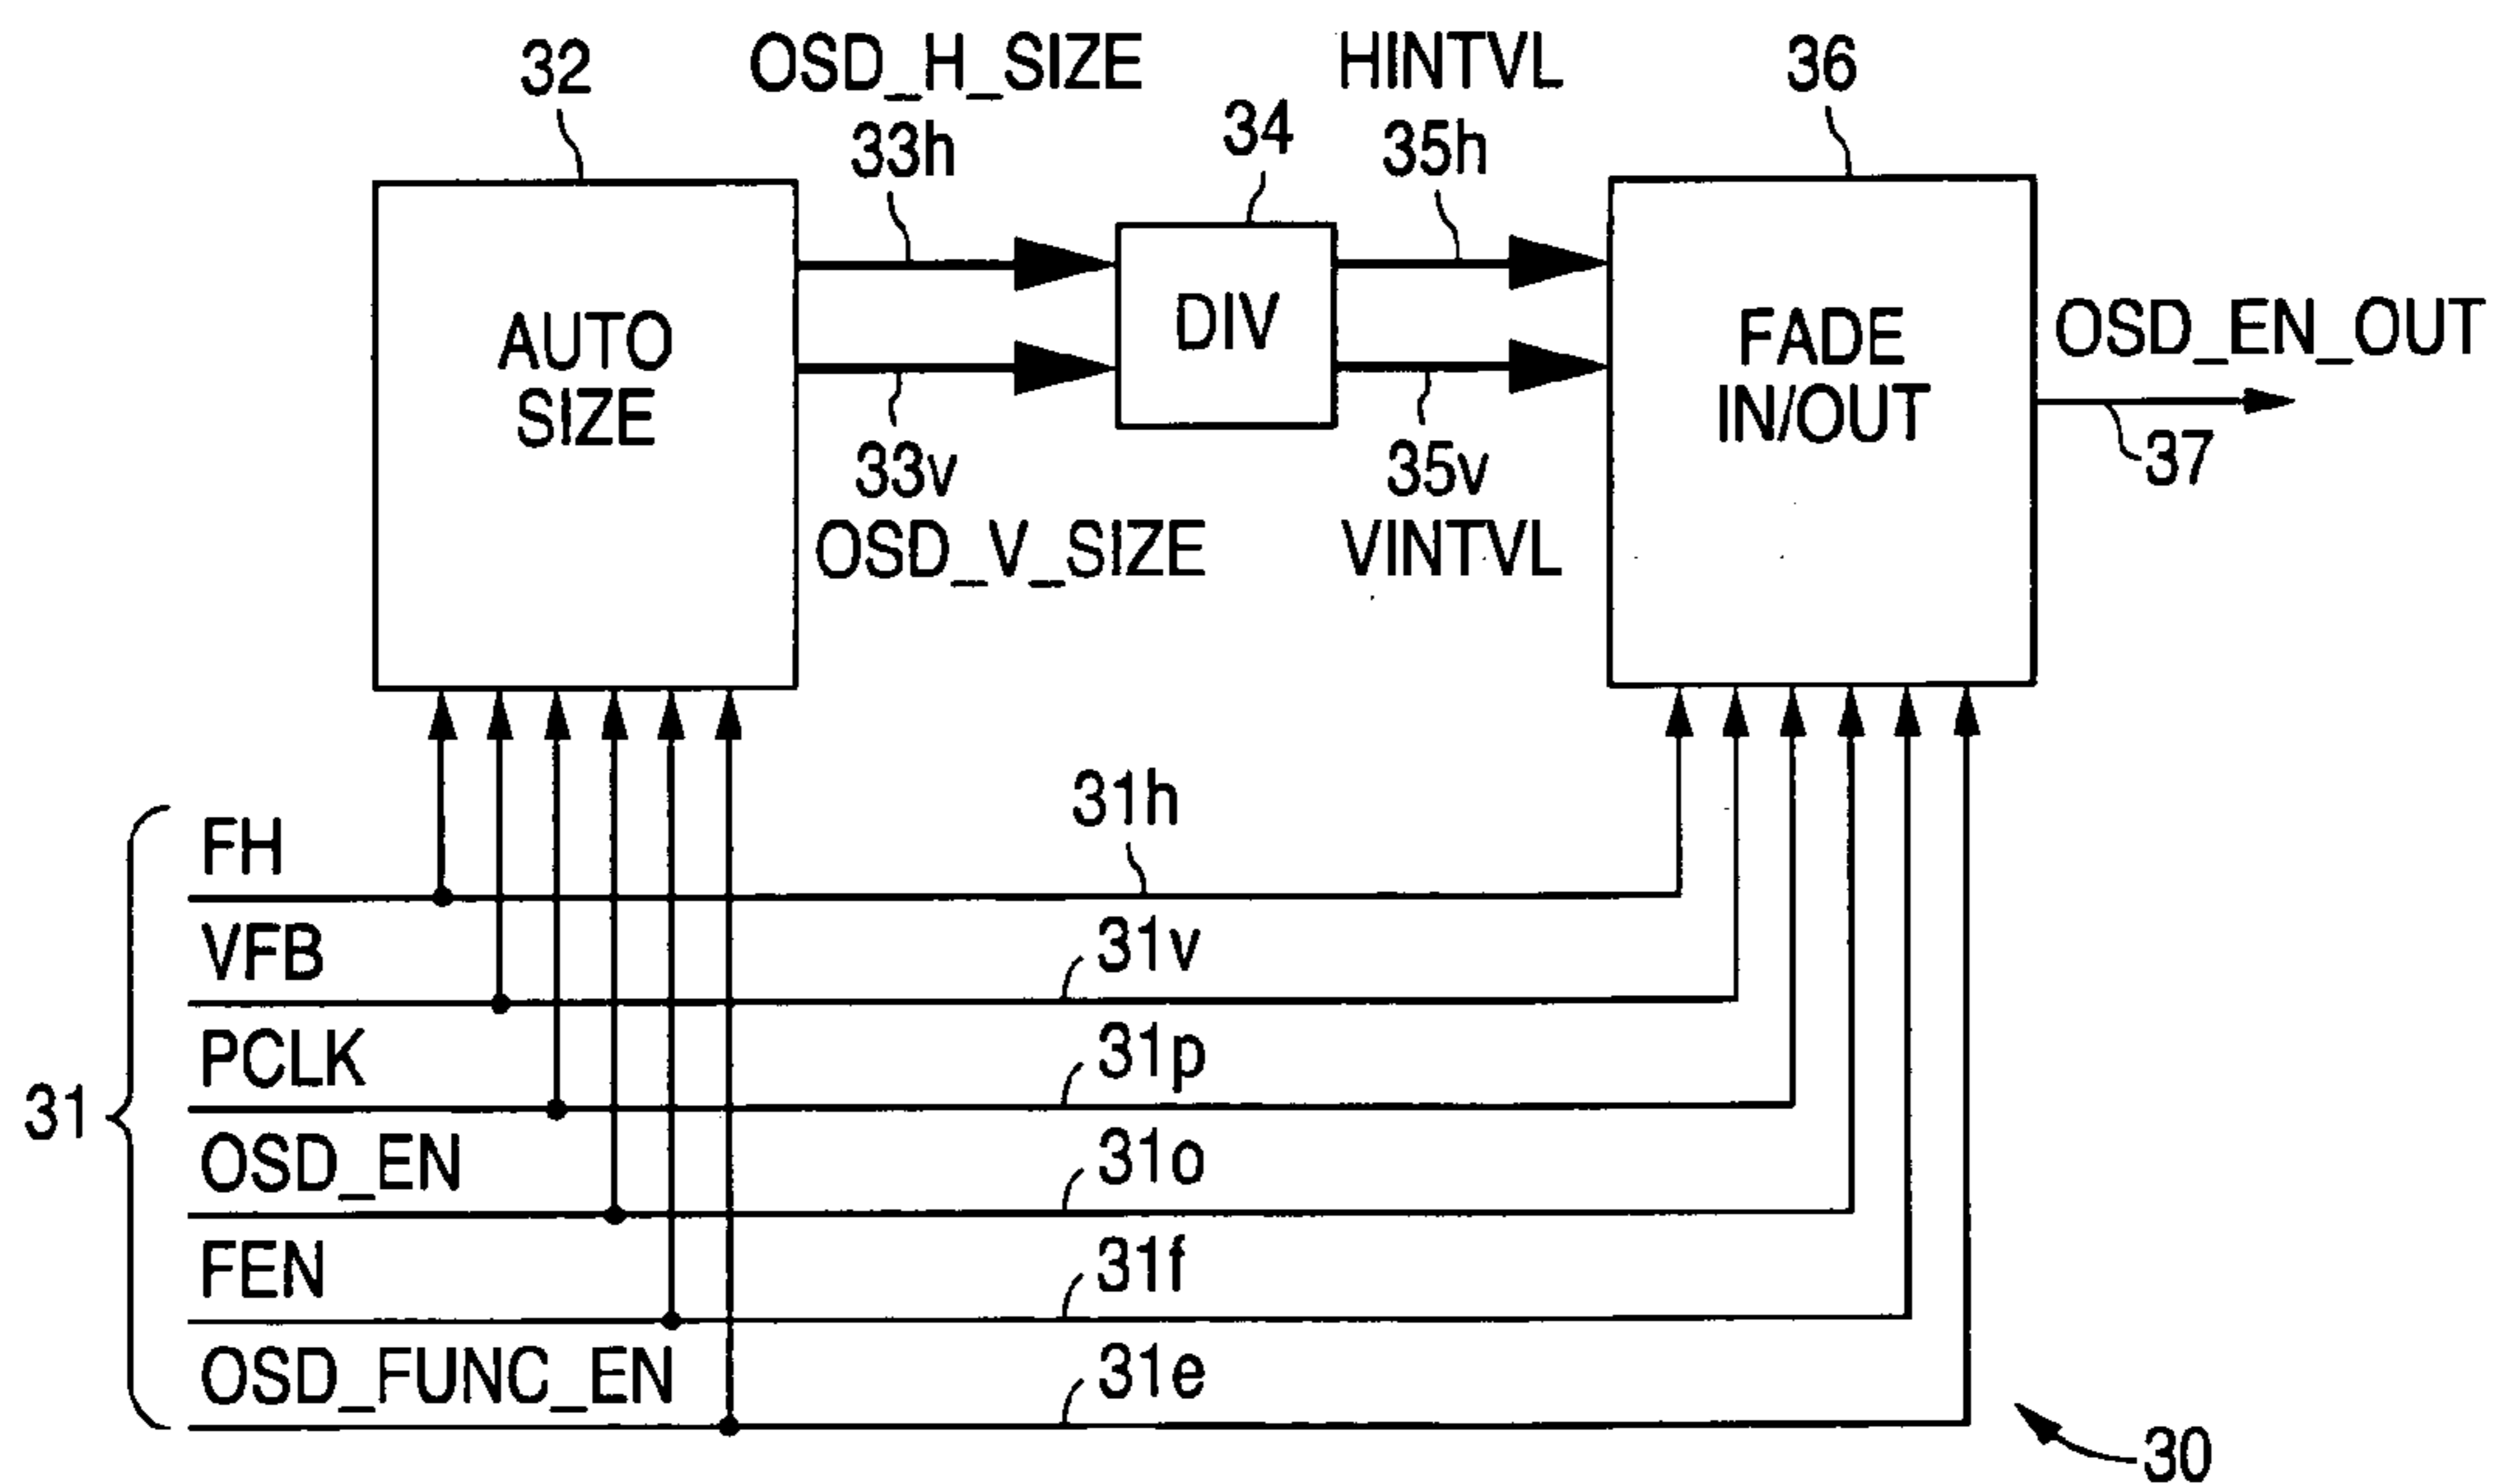 32
OSD_H_SIZE
33h
34
HINTVL
35h
36
AUTO
SIZE
DIV
FADE
IN/OUT
OSD_EN_OUT
37
33v
OSD_V_SIZE
35v
VINTVL
31
FH
31h
VFB
31v
PCLK
31p
OSD_EN
31o
FEN
31f
OSD_FUNC_EN
31e
30